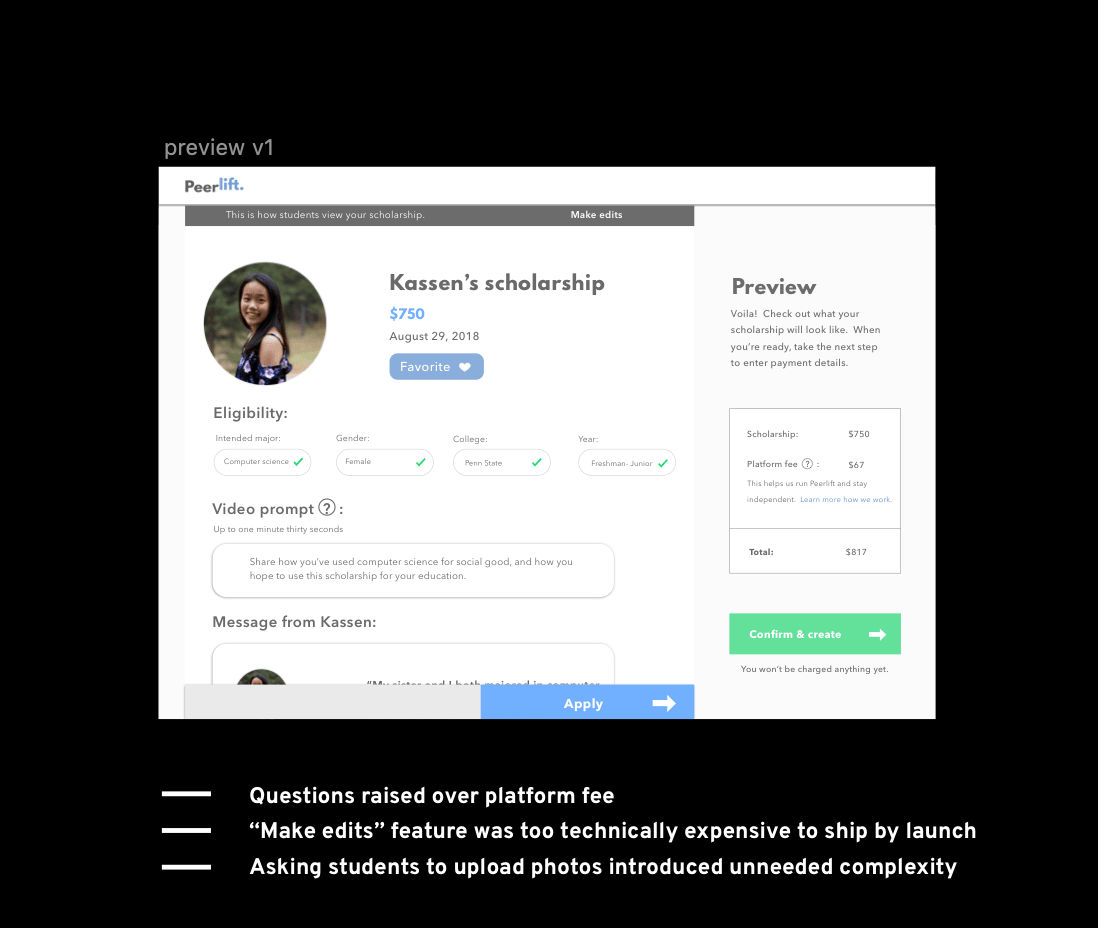 preview v1
Peerlift.
This is how students view your scholarship.
Make edits
Kassen’s scholarship
$750
August 29, 2018
Favorite
Eligibility:
Intended major:
Gender:
College:
Year:
Computer science
Female
Penn State
Freshman- Junior
Video prompt ? :
Up to one minute thirty seconds
Share how you’ve used computer science for social good, and how you
hope to use this scholarship for your education.
Message from Kassen:
“My sister and I both majored in computer
Apply
Preview
Voila! Check out what your
scholarship will look like. When
you’re ready, take the next step
to enter payment details.
Scholarship: $750
Platform fee ? : $67
This helps us run Peerlift and stay
independent. Learn more how we work.
Total: $817
Confirm & create
You won’t be charged anything yet.
Questions raised over platform fee
“Make edits” feature was too technically expensive to ship by launch
Asking students to upload photos introduced unneeded complexity